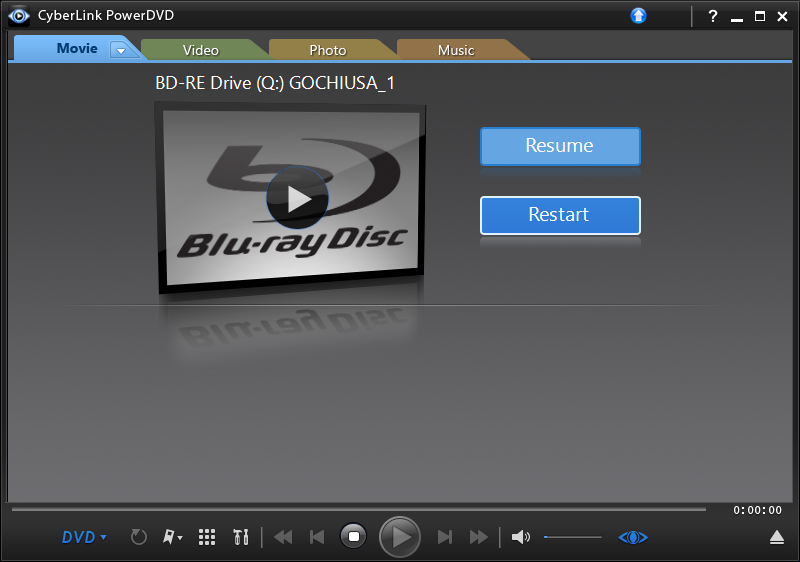 CyberLink PowerDVD
?
Movie
Video
Photo
Music
BD-RE Drive (Q:) GOCHIUSA_1
Blu-ray Disc
Resume
Restart
0:00:00
DVD